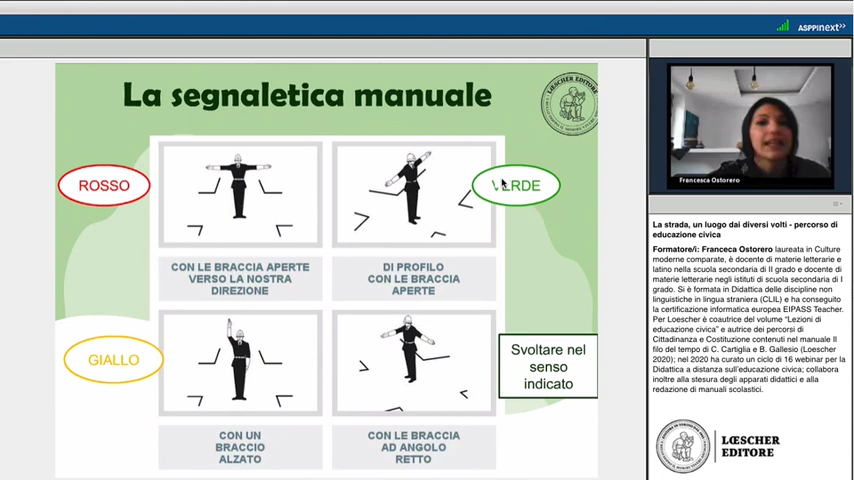 ASPPInext»
La segnaletica manuale
LŒSCHER EDITORE
ROSSO
VERDE
CON LE BRACCIA APERTE
VERSO LA NOSTRA
DIREZIONE
DI PROFILO
CON LE BRACCIA
APERTE
GIALLO
Svoltare nel
senso
indicato
CON UN
BRACCIO
ALZATO
CON LE BRACCIA
AD ANGOLO
RETTO
Francesca Ostorero
La strada, un luogo dai diversi volti - percorso di
educazione civica
Formatore/i: Franceca Ostorero laureata in Culture
moderne comparate, è docente di materie letterarie e
latino nella scuola secondaria di II grado e docente di
materie letterarie negli istituti di scuola secondaria di I
grado. Si è formata in Didattica delle discipline non
linguistiche in lingua straniera (CLIL) e ha conseguito
la certificazione informatica europea EIPASS Teacher.
Per Loescher è coautrice del volume “Lezioni di
educazione civica” e autrice dei percorsi di
Cittadinanza e Costituzione contenuti nel manuale Il
filo del tempo di C. Cartiglia e B. Gallesio (Loescher
2020); nel 2020 ha curato un ciclo di 16 webinar per la
Didattica a distanza sull'educazione civica; collabora
inoltre alla stesura degli apparati didattici e alla
redazione di manuali scolastici.
LŒSCHER
EDITORE